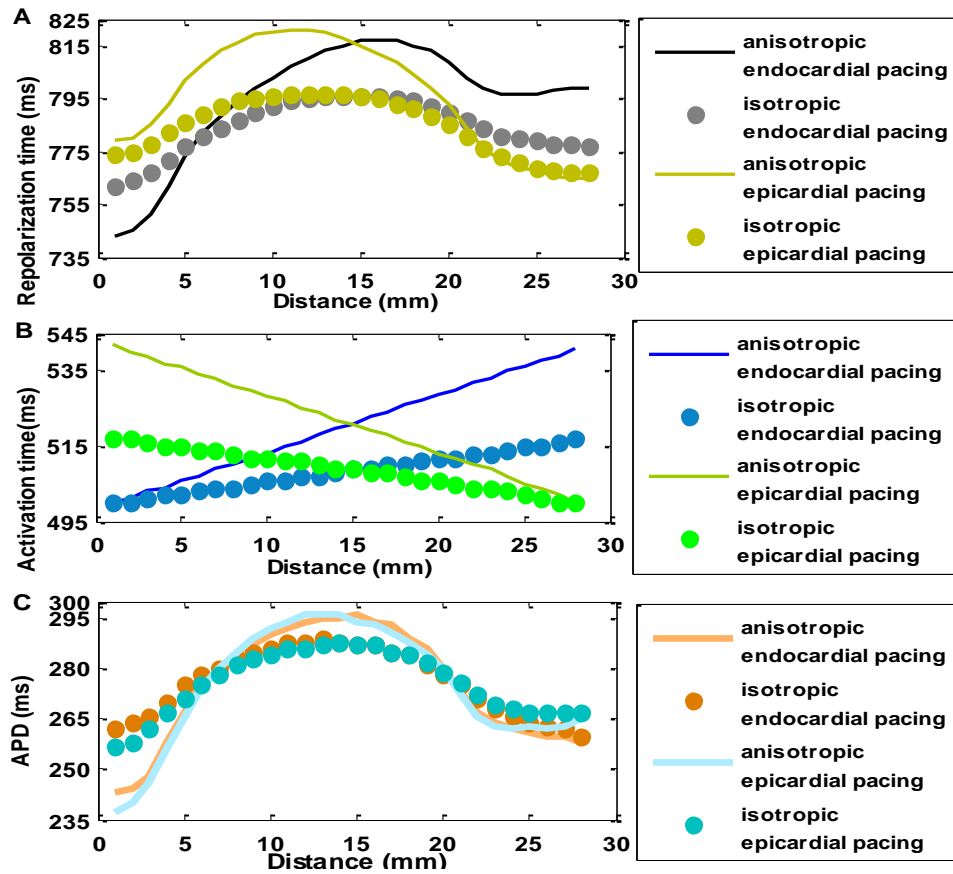 A
825
815
795
775
755
735
Repolarization time (ms)
0 5 10 15 20 25 30
Distance (mm)
anisotropic
endocardial pacing
isotropic
endocardial pacing
anisotropic
epicardial pacing
isotropic
epicardial pacing
B
545
535
515
495
Activation time(ms)
0 5 10 15 20 25 30
Distance (mm)
anisotropic
endocardial pacing
isotropic
endocardial pacing
anisotropic
epicardial pacing
isotropic
epicardial pacing
C
300
290
280
265
250
235
APD (ms)
0 5 10 15 20 25 30
Distance (mm)
anisotropic
endocardial pacing
isotropic
endocardial pacing
anisotropic
epicardial pacing
isotropic
epicardial pacing